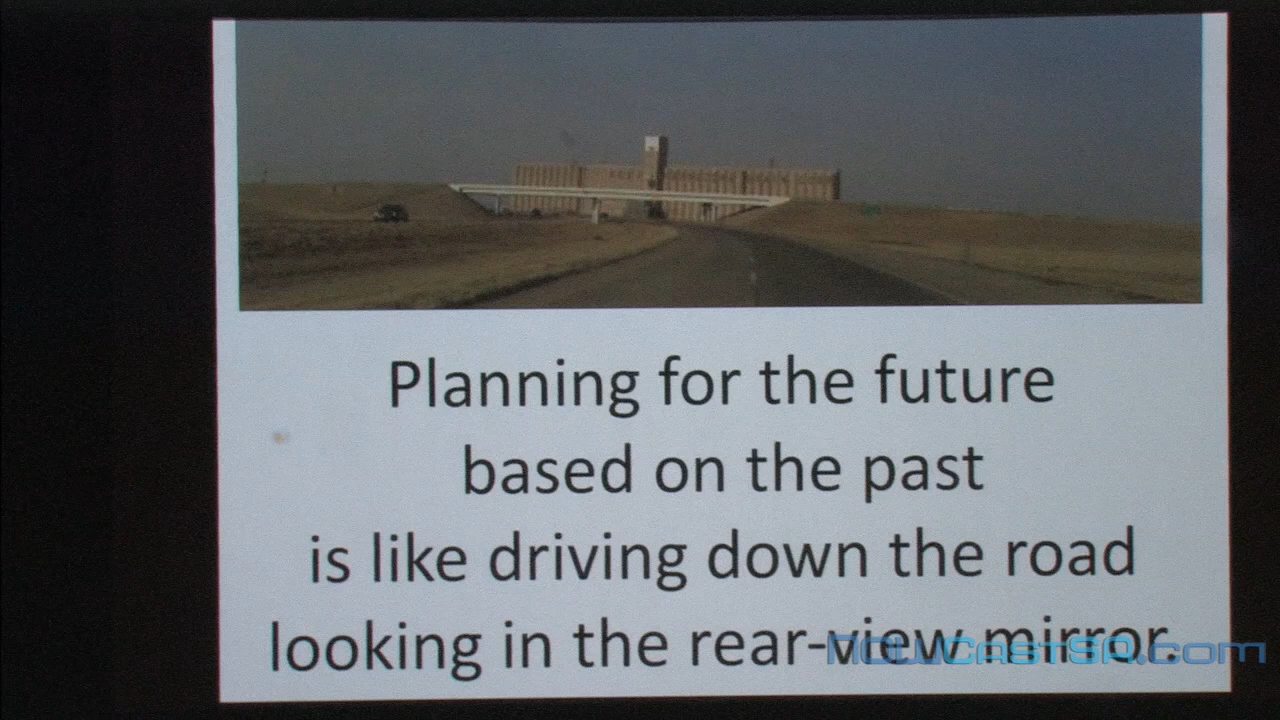 Planning for the future
based on the past
is like driving down the road
looking in the rear-view mirror.
NOWCastSA.com